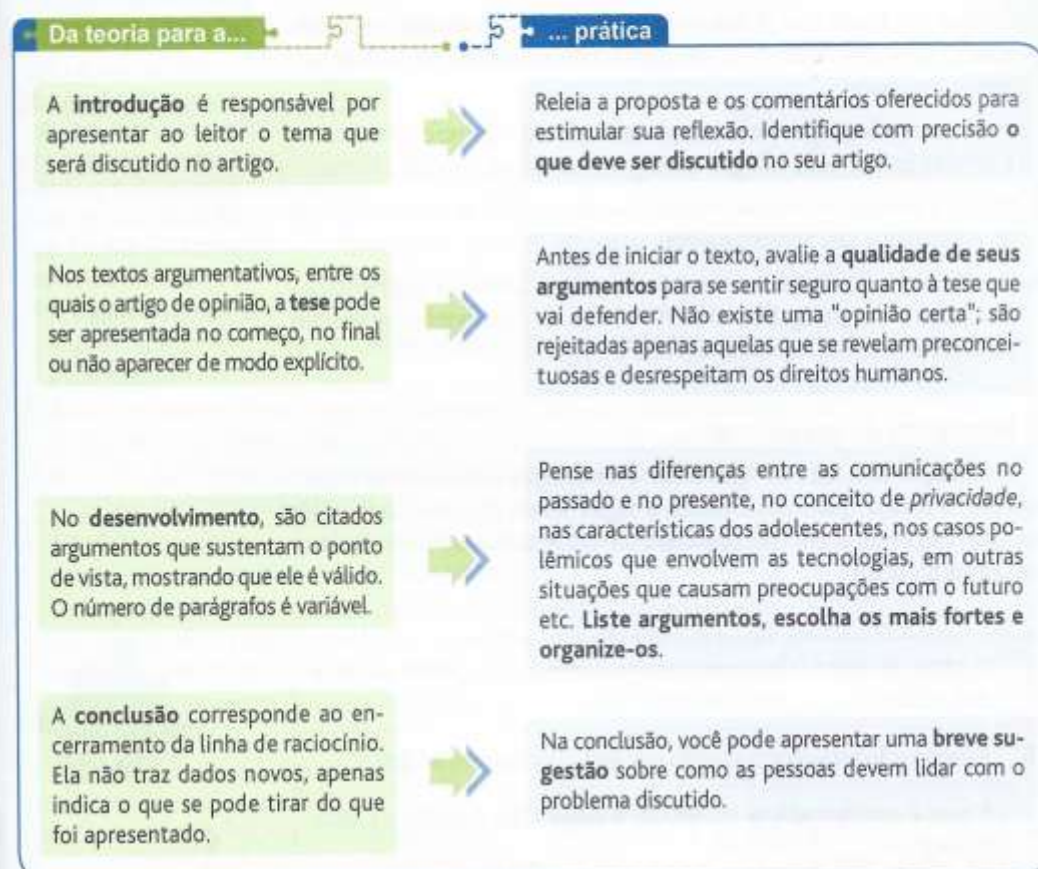 Da teoria para a...
... prática
A introdução é responsável por
apresentar ao leitor o tema que
será discutido no artigo.
Releia a proposta e os comentários oferecidos para
estimular sua reflexão. Identifique com precisão o
que deve ser discutido no seu artigo.
Nos textos argumentativos, entre os
quais o artigo de opinião, a tese pode
ser apresentada no começo, no final
ou não aparecer de modo explícito.
Antes de iniciar o texto, avalie a qualidade de seus
argumentos para se sentir seguro quanto à tese que
vai defender. Não existe uma "opinião certa"; são
rejeitadas apenas aquelas que se revelam preconcei-
tuosas e desrespeitam os direitos humanos.
No desenvolvimento, são citados
argumentos que sustentam o ponto
de vista, mostrando que ele é válido.
O número de parágrafos é variável.
Pense nas diferenças entre as comunicações no
passado e no presente, no conceito de privacidade,
nas características dos adolescentes, nos casos po-
lêmicos que envolvem as tecnologias, em outras
situações que causam preocupações com o futuro
etc. Liste argumentos, escolha os mais fortes e
organize-os.
A conclusão corresponde ao en-
cerramento da linha de raciocínio.
Ela não traz dados novos, apenas
indica o que se pode tirar do que
foi apresentado.
Na conclusão, você pode apresentar uma breve su-
gestão sobre como as pessoas devem lidar com o
problema discutido.